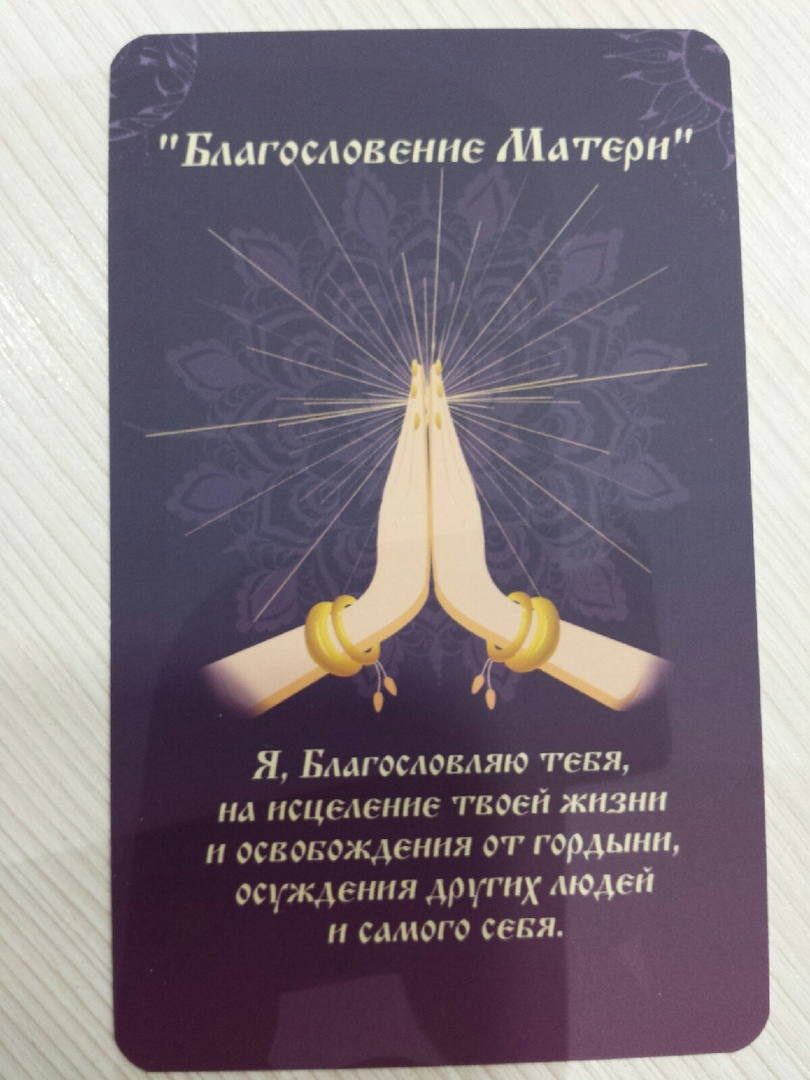 "Благословение Матери"
Я, Благословляю тебя,
на исцеление твоей жизни
и освобождения от гордыни,
осуждения других людей
и самого себя.